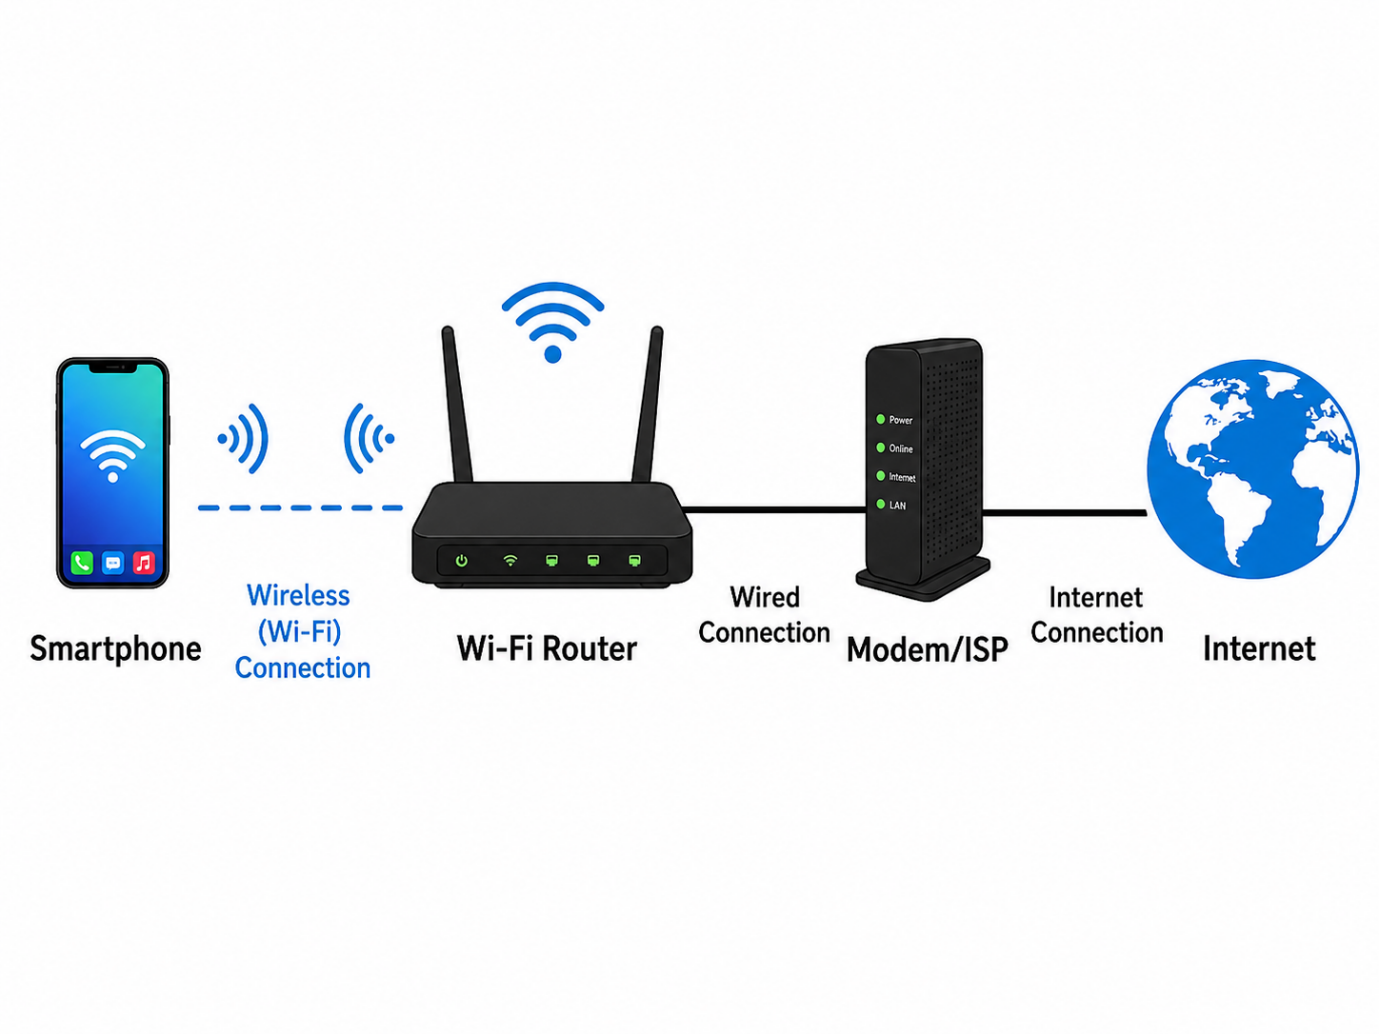 Power
Online
Internet
LAN
Smartphone
Wireless
(Wi-Fi)
Connection
Wi-Fi Router
Wired
Connection
Modem/ISP
Internet
Connection
Internet